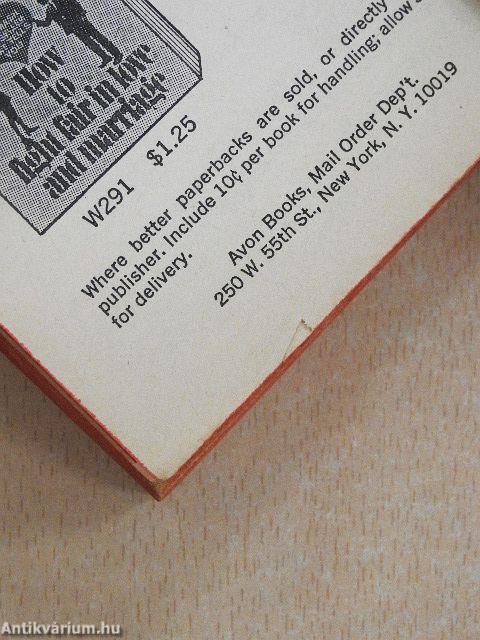 How
to
fight fair in love
and marriage
W291 $1.25
Where better paperbacks are sold, or directly
publisher. Include 10¢ per book for handling; allow
for delivery.
Avon Books, Mail Order Dep't.
250 W. 55th St., New York, N. Y. 10019
Antikvárium.hu